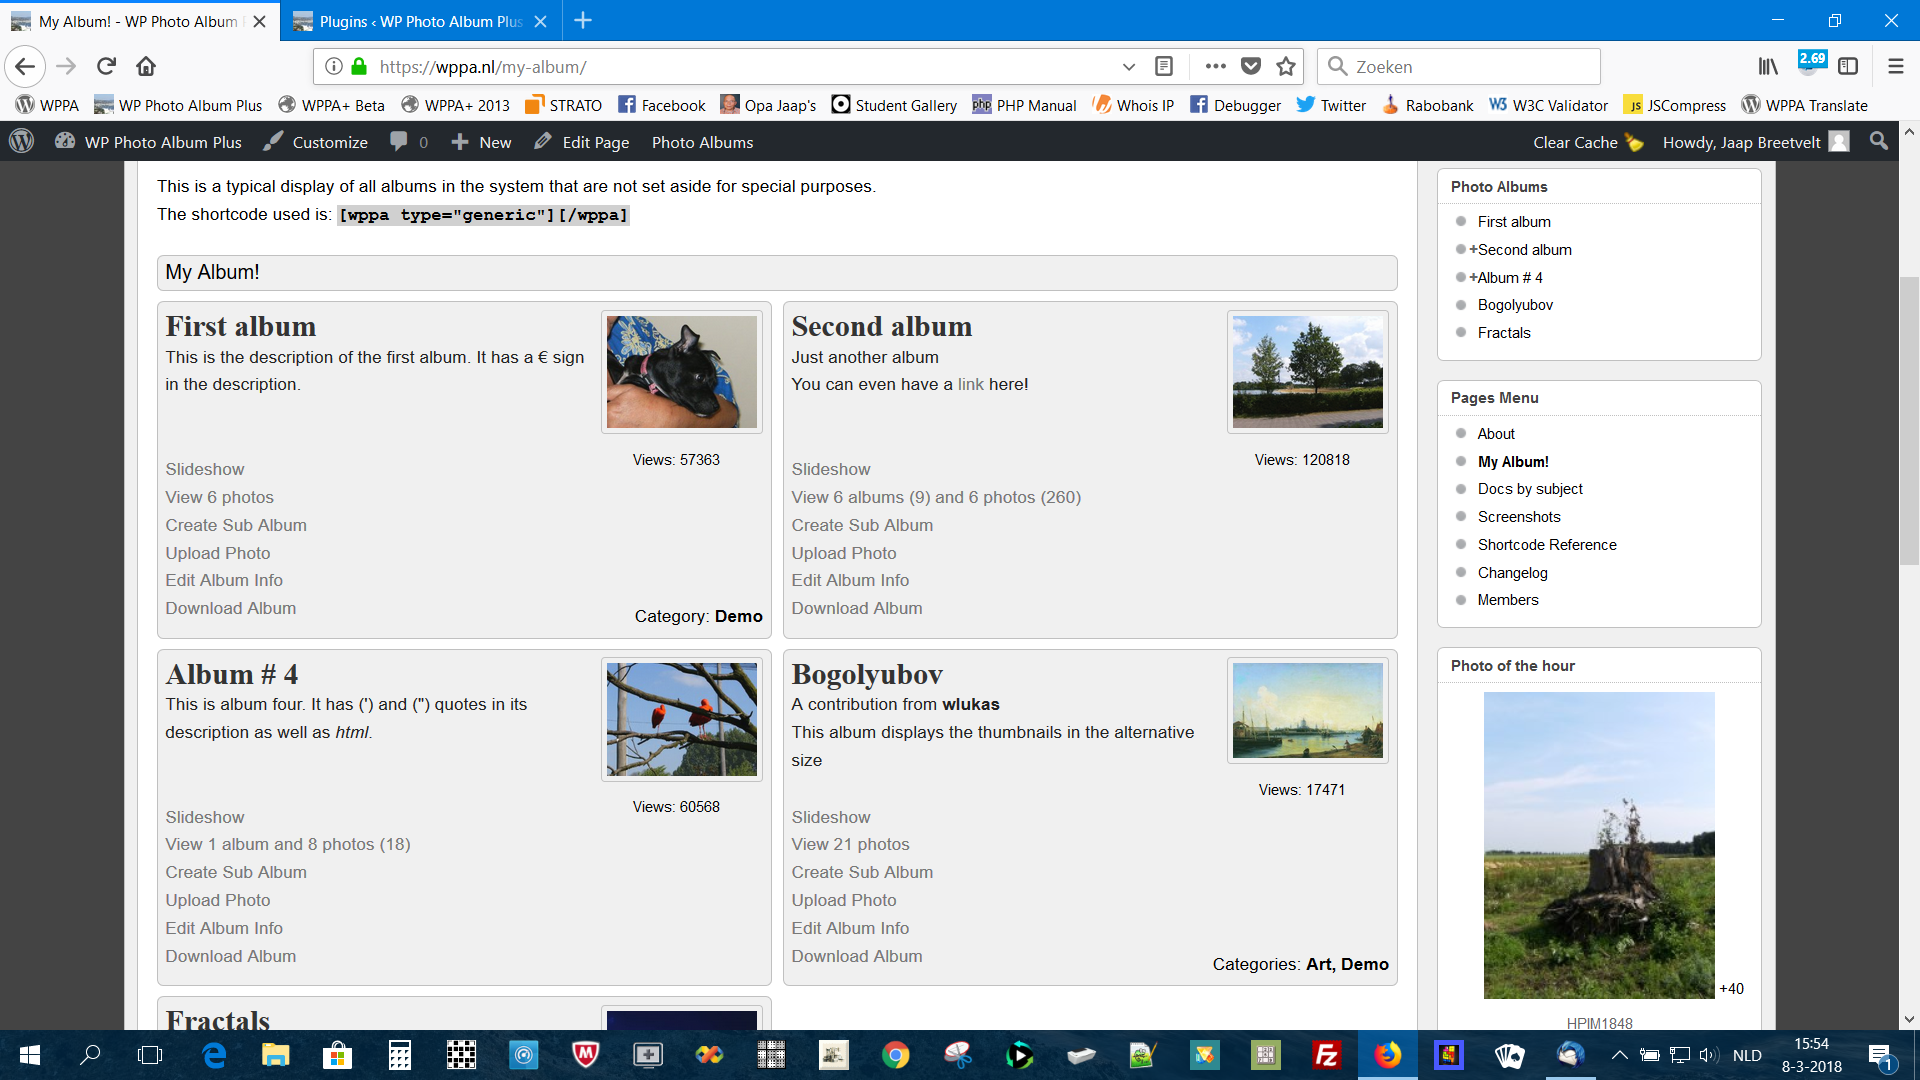 My Album! - WP Photo Album
Plugins ‹ WP Photo Album Plus
https://wppa.nl/my-album/
Zoeken
2.69
WPPA
WP Photo Album Plus
WPPA+ Beta
WPPA+ 2013
STRATO
Facebook
Opa Jaap's
Student Gallery
php
PHP Manual
Whois IP
Debugger
Twitter
Rabobank
W3C Validator
JS
JSCompress
WPPA Translate
WP Photo Album Plus
Customize
0
New
Edit Page
Photo Albums
Clear Cache
Howdy, Jaap Breetvelt
This is a typical display of all albums in the system that are not set aside for special purposes.
The shortcode used is: [wppa type="generic"][/wppa]
My Album!
First album
This is the description of the first album. It has a € sign
in the description.
Views: 57363
Slideshow
View 6 photos
Create Sub Album
Upload Photo
Edit Album Info
Download Album
Category: Demo
Second album
Just another album
You can even have a link here!
Views: 120818
Slideshow
View 6 albums (9) and 6 photos (260)
Create Sub Album
Upload Photo
Edit Album Info
Download Album
Album # 4
This is album four. It has (') and (") quotes in its
description as well as html.
Views: 60568
Slideshow
View 1 album and 8 photos (18)
Create Sub Album
Upload Photo
Edit Album Info
Download Album
Bogolyubov
A contribution from wlukas
This album displays the thumbnails in the alternative
size
Views: 17471
Slideshow
View 21 photos
Create Sub Album
Upload Photo
Edit Album Info
Download Album
Categories: Art, Demo
Fractals
Photo Albums
First album
+Second album
+Album # 4
Bogolyubov
Fractals
Pages Menu
About
My Album!
Docs by subject
Screenshots
Shortcode Reference
Changelog
Members
Photo of the hour
+40
HPIM1848
NLD
15:54
8-3-2018
1